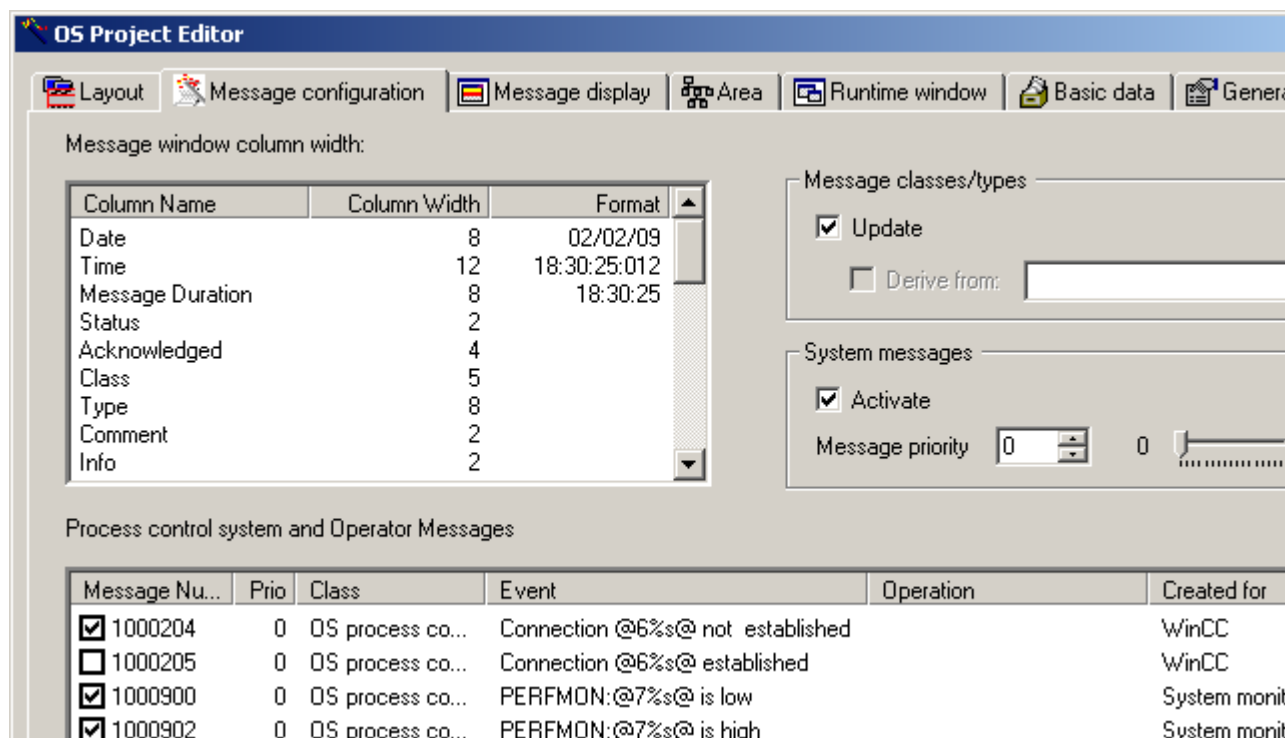 OS Project Editor
Layout Message configuration Message display Area Runtime window Basic data Genera
Message window column width:
Column Name Column Width Format
Date 8 02/02/09
Time 12 18:30:25:012
Message Duration 8 18:30:25
Status 2
Acknowledged 4
Class 5
Type 8
Comment 2
Info 2
Message classes/types
Update
Derive from:
System messages
Activate
Message priority 0 0
Process control system and Operator Messages
Message Nu... Prio Class Event Operation Created for
1000204 0 OS process co... Connection @6%s@ not established WinCC
1000205 0 OS process co... Connection @6%s@ established WinCC
1000900 0 OS process co... PERFMON:@7%s@ is low System monit
1000902 0 OS process co... PERFMON:@7%s@ is high System monit